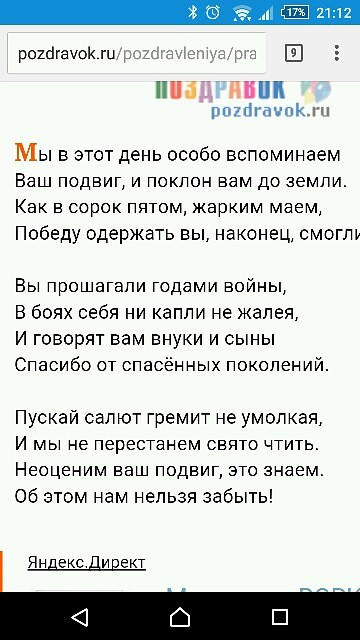 17% 21:12
pozdravok.ru/pozdravleniya/pra
9
ПОЗДРАВОК
pozdravok.ru
Мы в этот день особо вспоминаем
Ваш подвиг, и поклон вам до земли.
Как в сорок пятом, жарким маем,
Победу одержать вы, наконец, смогли
Вы прошагали годами войны,
В боях себя ни капли не жалея,
И говорят вам внуки и сыны
Спасибо от спасённых поколений.
Пускай салют гремит не умолкая,
И мы не перестанем свято чтить.
Неоценим ваш подвиг, это знаем.
Об этом нам нельзя забыть!
Яндекс.Директ